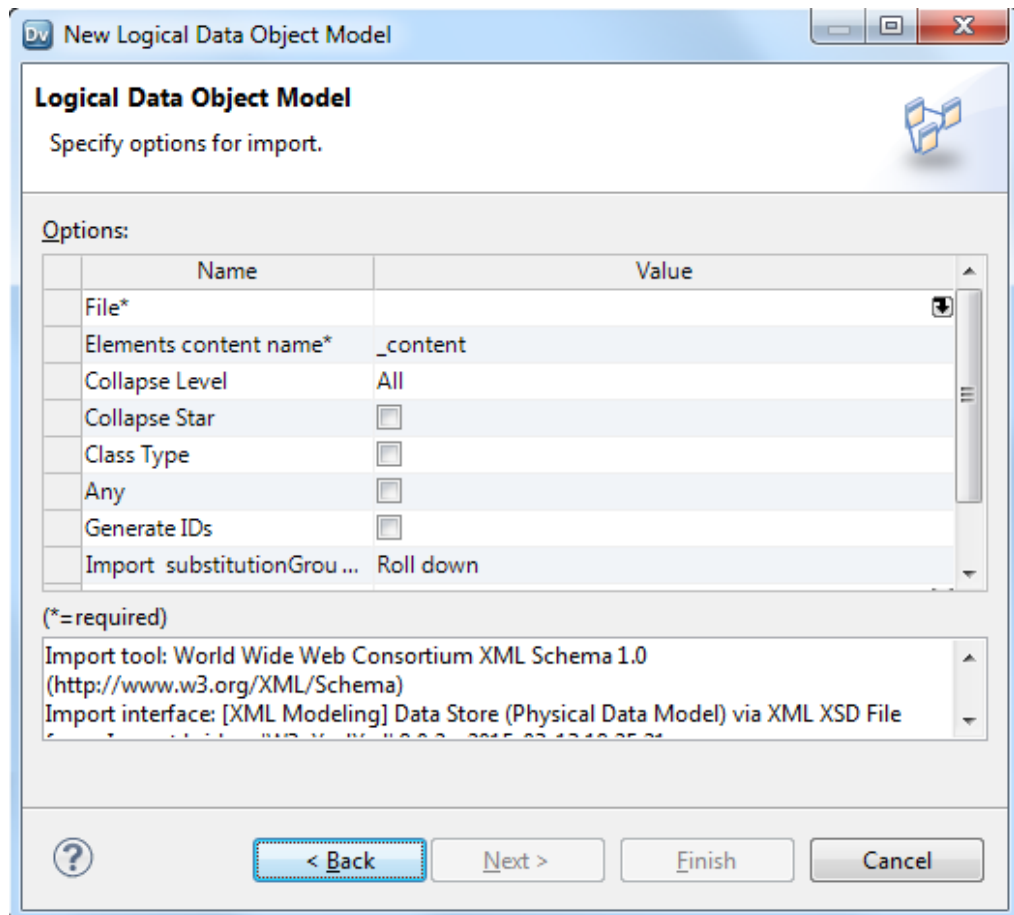 Dv New Logical Data Object Model
Logical Data Object Model
Specify options for import.
Options:
Name Value
File*
Elements content name* _content
Collapse Level All
Collapse Star
Class Type
Any
Generate IDs
Import substitutionGrou ... Roll down
(*=required)
Import tool: World Wide Web Consortium XML Schema 1.0
(http://www.w3.org/XML/Schema)
Import interface: [XML Modeling] Data Store (Physical Data Model) via XML XSD File
< Back Next > Finish Cancel